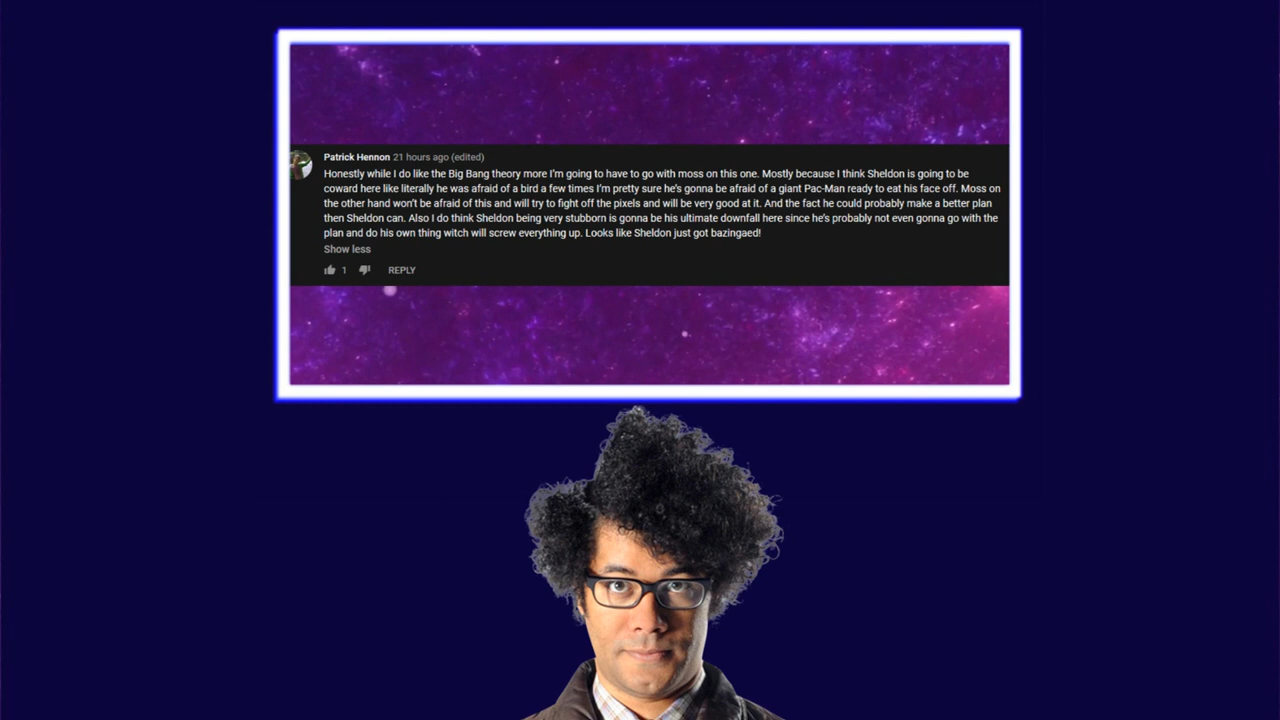 Patrick Hennon 21 hours ago (edited)
Honestly while I do like the Big Bang theory more I'm going to have to go with moss on this one. Mostly because I think Sheldon is going to be
coward here like literally he was afraid of a bird a few times I'm pretty sure he's gonna be afraid of a giant Pac-Man ready to eat his face off. Moss on
the other hand won't be afraid of this and will try to fight off the pixels and will be very good at it. And the fact he could probably make a better plan
then Sheldon can. Also I do think Sheldon being very stubborn is gonna be his ultimate downfall here since he's probably not even gonna go with the
plan and do his own thing witch will screw everything up. Looks like Sheldon just got bazingaed!
Show less
1 REPLY